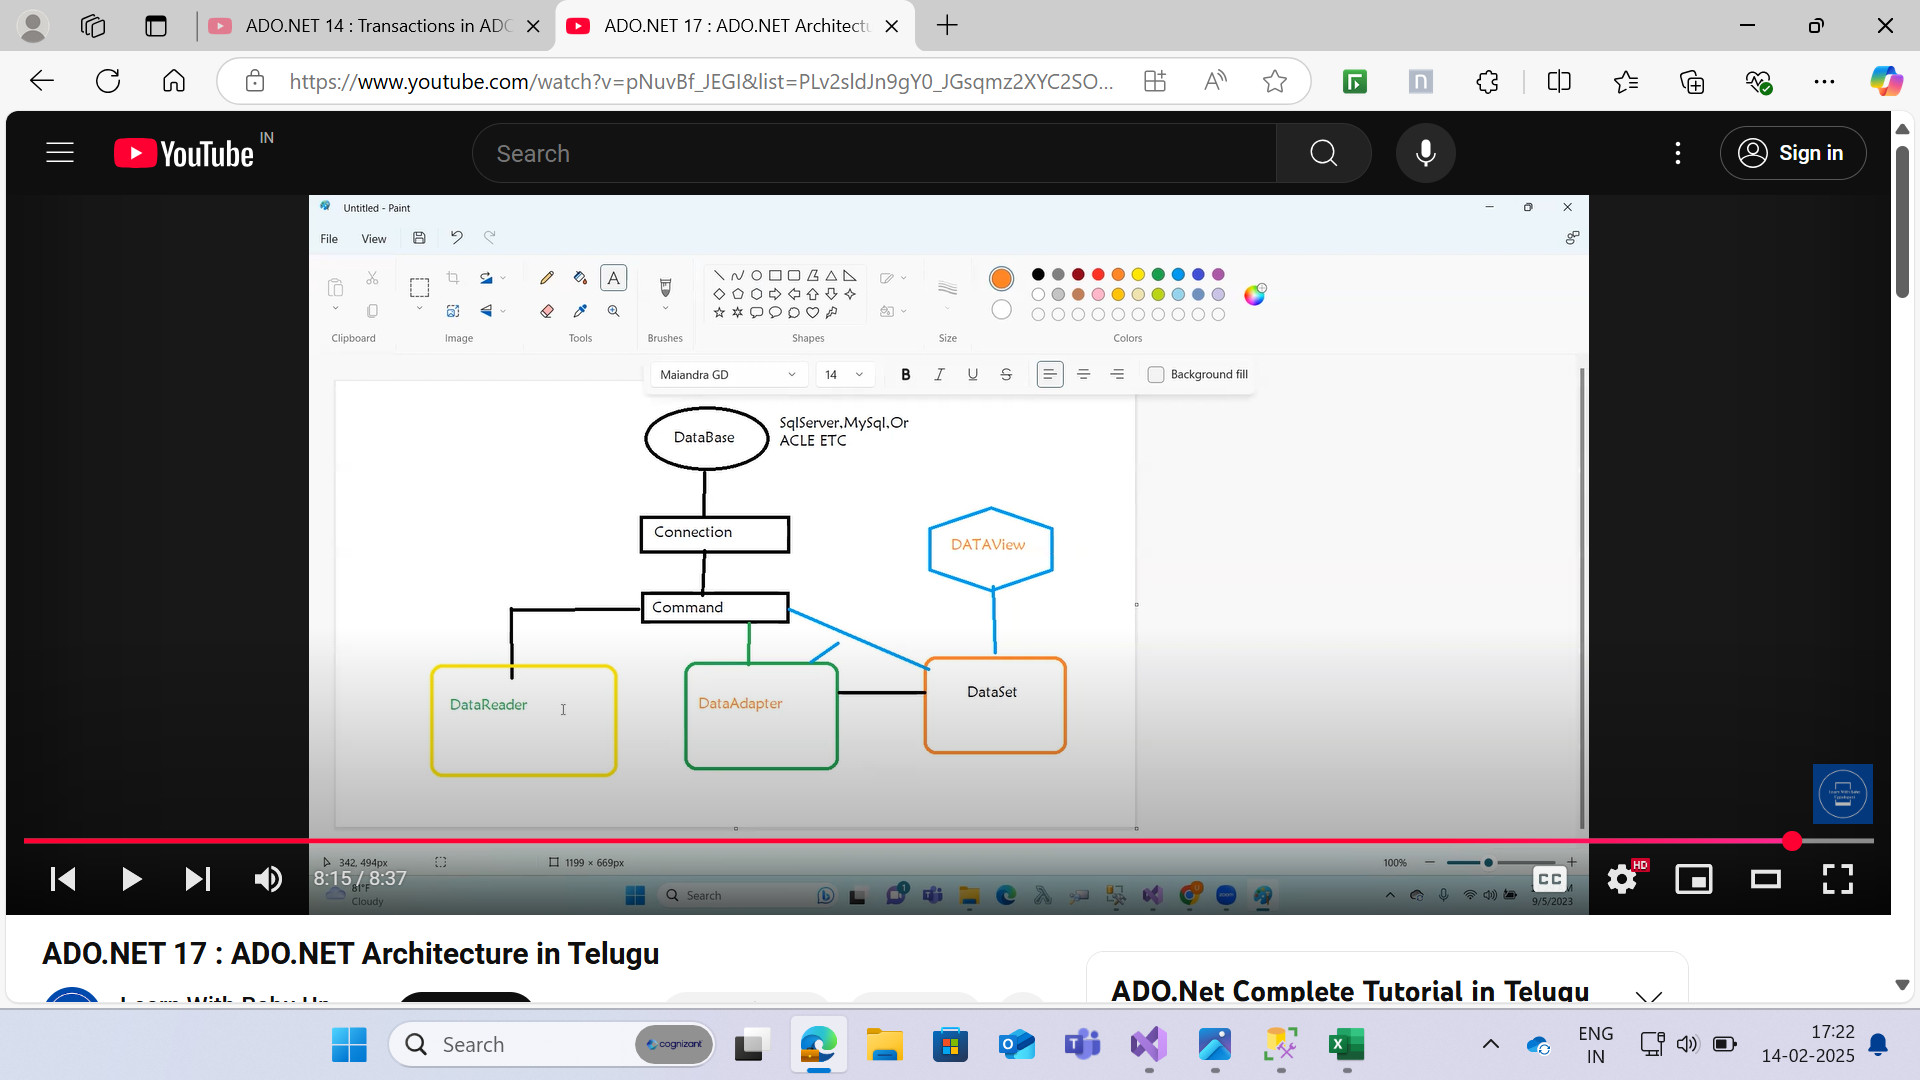 ADO.NET 14 : Transactions in ADO
ADO.NET 17 : ADO.NET Architectu
https://www.youtube.com/watch?v=pNuvBf_JEGI&list=PLv2sldJn9gY0_JGsqmz2XYC2SO...
YouTube IN
Search
Sign in
Untitled - Paint
File View
Clipboard Image Tools Brushes Shapes Size Colors
Maiandra GD 14 B I U S Background fill
DataBase
SqlServer,MySql,Or
ACLE ETC
Connection
DATAView
Command
DataReader
DataAdapter
DataSet
342, 494px 1199 × 669px 100%
8:15 / 8:37
CC
HD
81°F
Cloudy
Search
9/5/2023
ADO.NET 17 : ADO.NET Architecture in Telugu
ADO.Net Complete Tutorial in Telugu
Search
cognizant
ENG
IN
17:22
14-02-2025